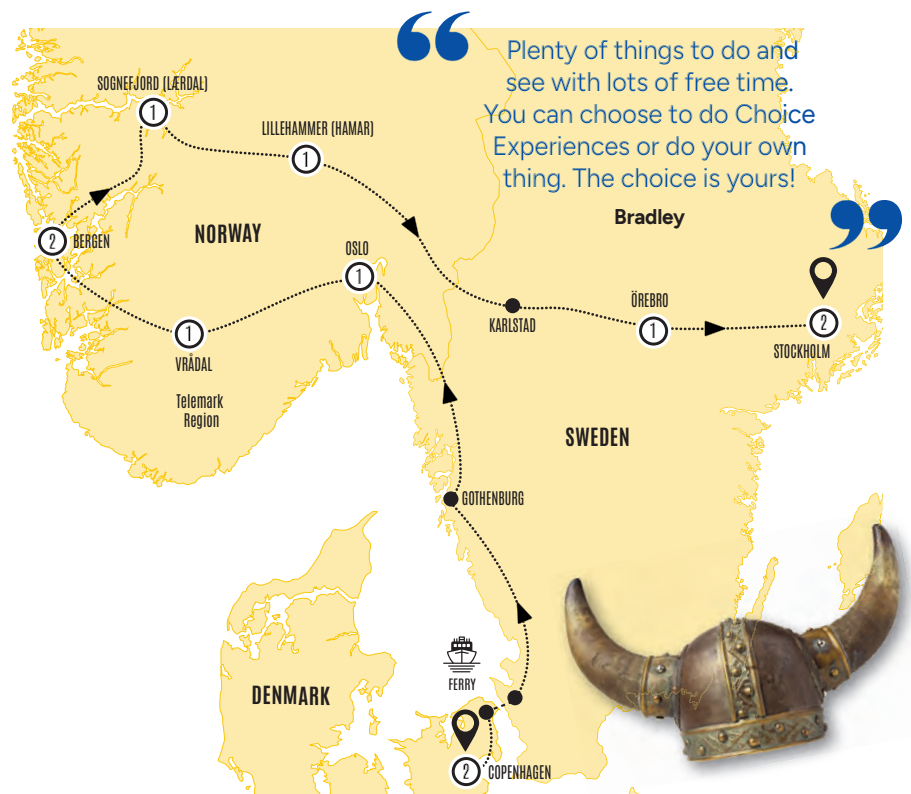 “
Plenty of things to do and
see with lots of free time.
You can choose to do Choice
Experiences or do your own
thing. The choice is yours!
”
Bradley
SOGNEFJORD (LÆRDAL)
1
LILLEHAMMER (HAMAR)
1
NORWAY
2 BERGEN
OSLO
1
1
VRÅDAL
Telemark
Region
KARLSTAD
ÖREBRO
1
2
STOCKHOLM
SWEDEN
GOTHENBURG
FERRY
DENMARK
2 COPENHAGEN